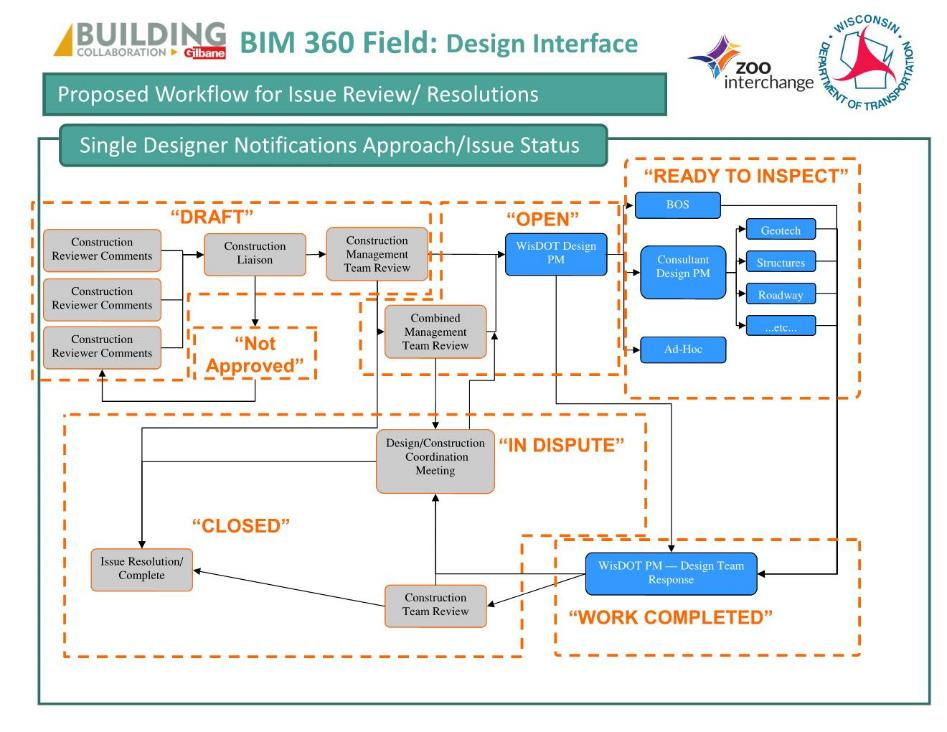 BUILDING
COLLABORATION Gilbane
BIM 360 Field: Design Interface
zoo
interchange
WISCONSIN
DEPARTMENT OF TRANSPORTATION
Proposed Workflow for Issue Review/ Resolutions
Single Designer Notifications Approach/Issue Status
“READY TO INSPECT”
“DRAFT”
“OPEN”
BOS
Construction
Reviewer Comments
Construction
Liaison
Construction
Management
Team Review
WisDOT Design
PM
Consultant
Design PM
Geotech
Structures
Roadway
...etc...
Construction
Reviewer Comments
Construction
Reviewer Comments
“Not
Approved”
Combined
Management
Team Review
Ad-Hoc
Design/Construction
Coordination
Meeting
“IN DISPUTE”
“CLOSED”
Issue Resolution/
Complete
WisDOT PM — Design Team
Response
Construction
Team Review
“WORK COMPLETED”